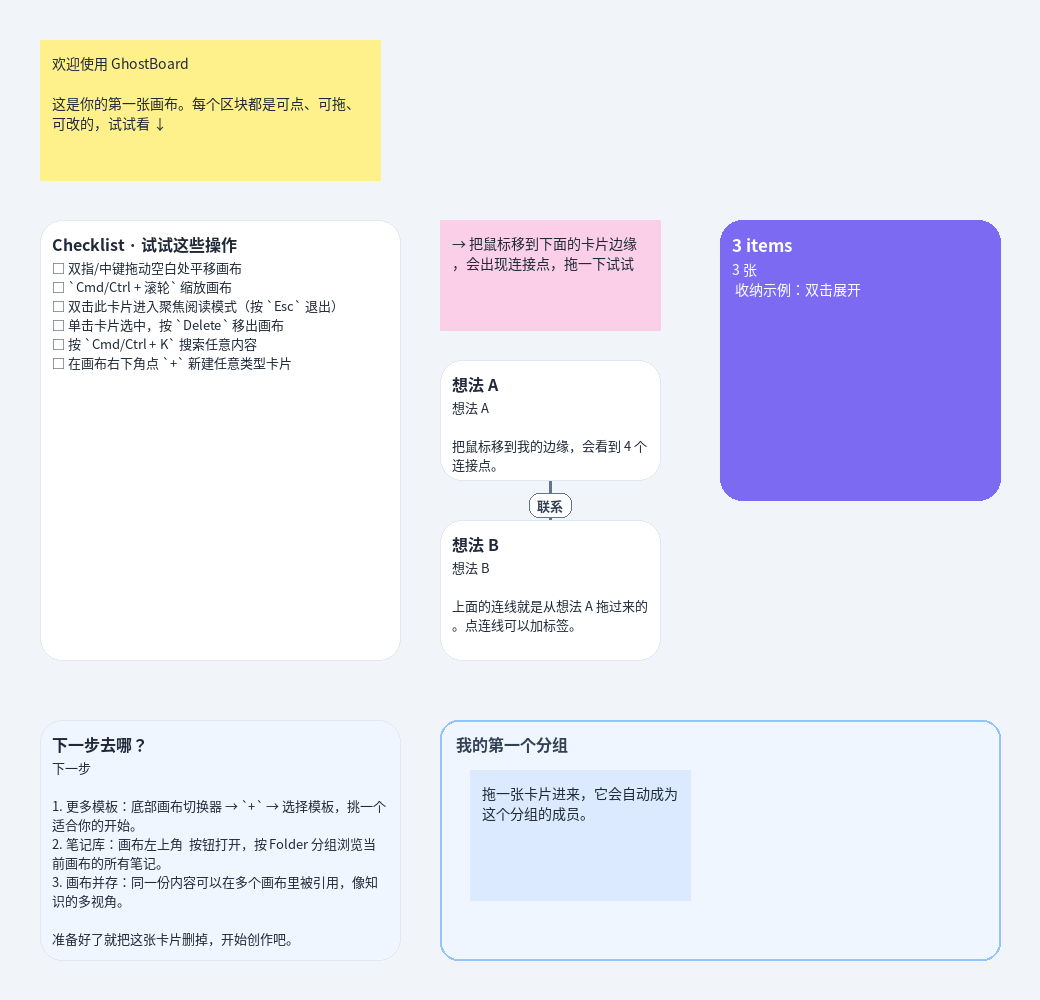 欢迎使用 GhostBoard
这是你的第一张画布。每个区块都是可点、可拖、
可改的，试试看 ↓
Checklist · 试试这些操作
☐ 双指/中键拖动空白处平移画布
☐ `Cmd/Ctrl + 滚轮` 缩放画布
☐ 双击此卡片进入聚焦阅读模式（按 `Esc` 退出）
☐ 单击卡片选中，按 `Delete` 移出画布
☐ 按 `Cmd/Ctrl + K` 搜索任意内容
☐ 在画布右下角点 `+` 新建任意类型卡片
→ 把鼠标移到下面的卡片边缘
，会出现连接点，拖一下试试
想法 A
想法 A
把鼠标移到我的边缘，会看到 4 个
连接点。
联系
想法 B
想法 B
上面的连线就是从想法 A 拖过来的
。点连线可以加标签。
3 items
3 张
收纳示例：双击展开
下一步去哪？
下一步
1. 更多模板：底部画布切换器 → `+` → 选择模板，挑一个
适合你的开始。
2. 笔记库：画布左上角 按钮打开，按 Folder 分组浏览当
前画布的所有笔记。
3. 画布并存：同一份内容可以在多个画布里被引用，像知
识的多视角。
准备好了就把这张卡片删掉，开始创作吧。
我的第一个分组
拖一张卡片进来，它会自动成为
这个分组的成员。